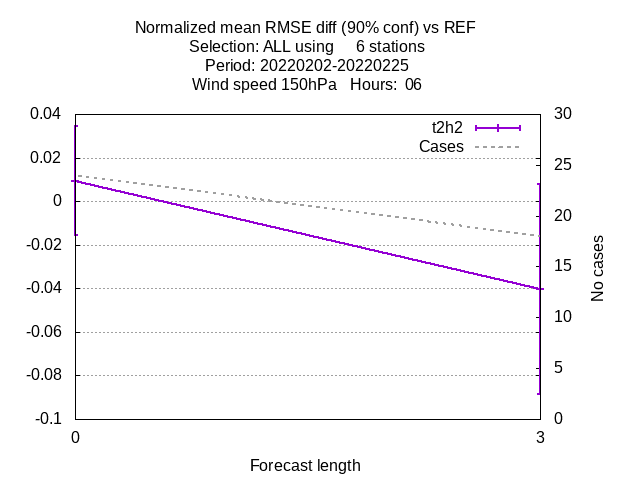 Normalized mean RMSE diff (90% conf) vs REF
Selection: ALL using     6 stations
Period: 20220202-20220225
Wind speed 150hPa   Hours:  06
t2h2
Cases
0.04
0.02
0
-0.02
-0.04
-0.06
-0.08
-0.1
30
25
20
15
10
5
0
No cases
0
3
Forecast length